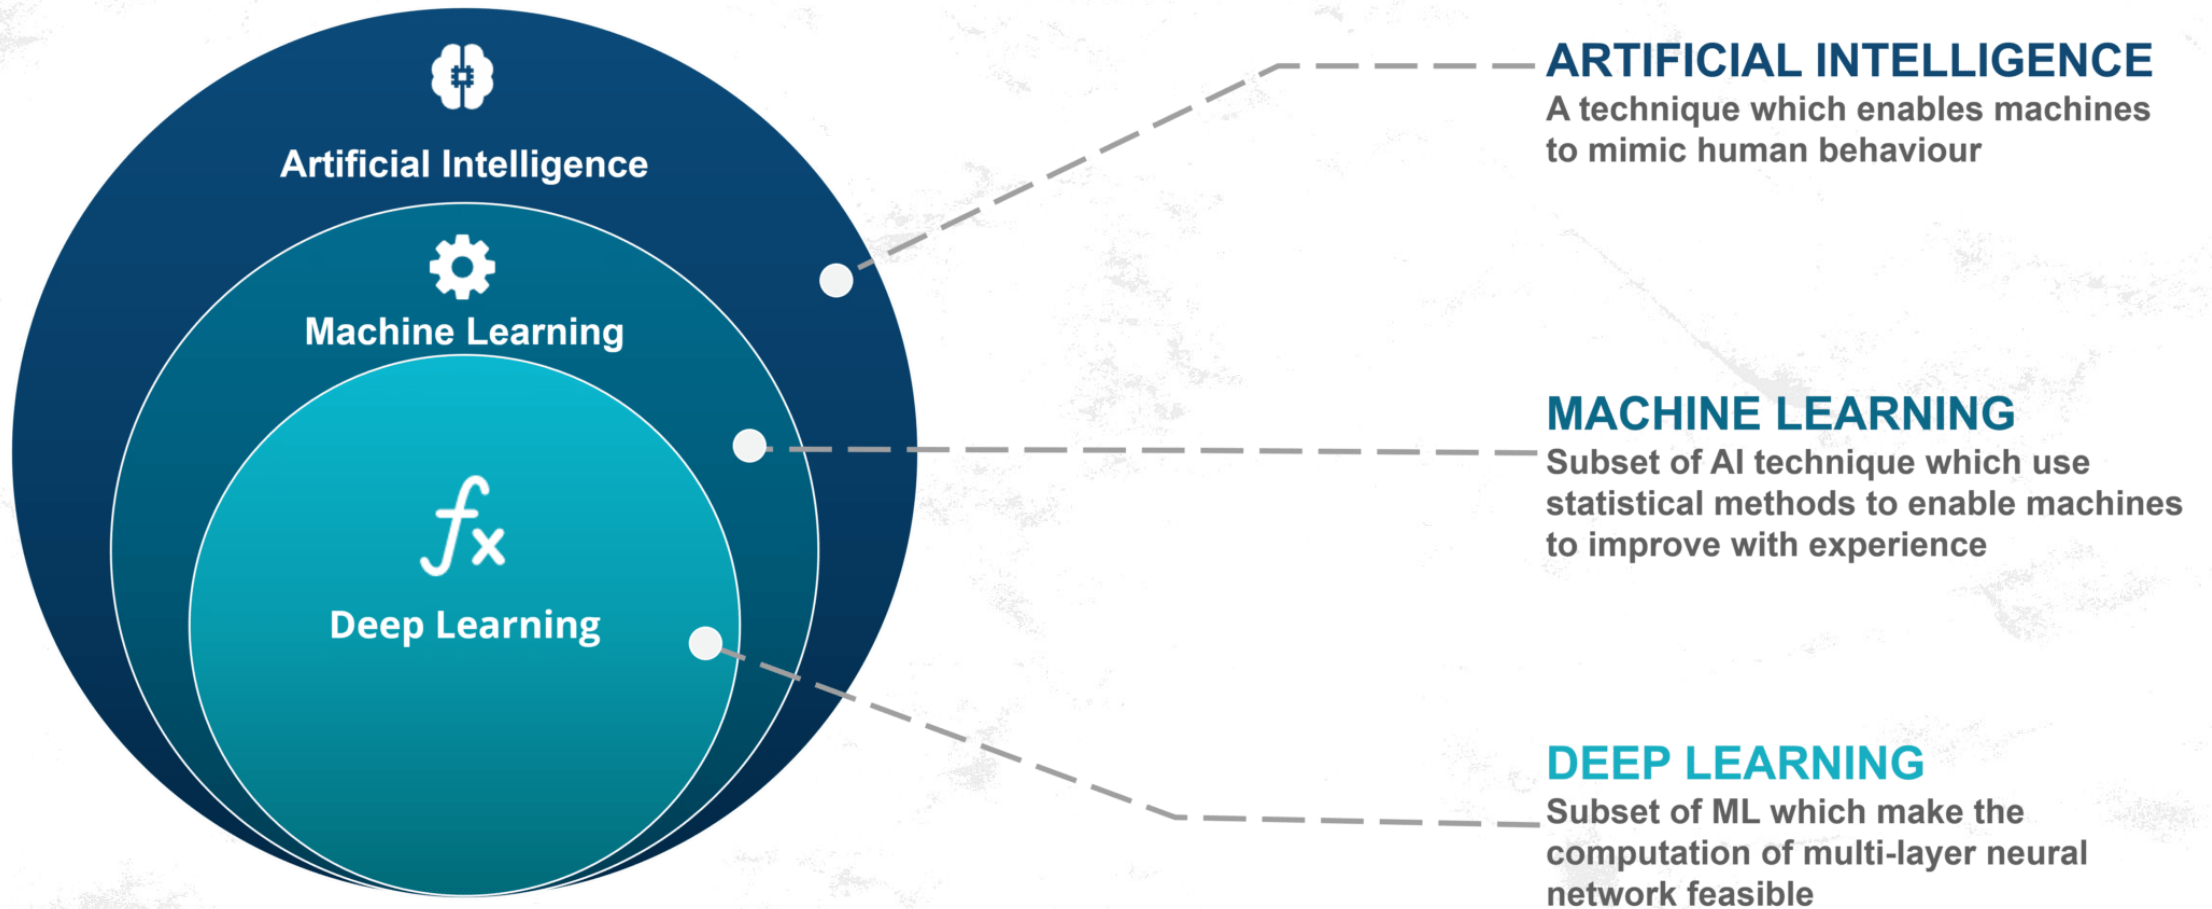 Artificial Intelligence
Machine Learning
fx
Deep Learning
ARTIFICIAL INTELLIGENCE
A technique which enables machines
to mimic human behaviour
MACHINE LEARNING
Subset of AI technique which use
statistical methods to enable machines
to improve with experience
DEEP LEARNING
Subset of ML which make the
computation of multi-layer neural
network feasible